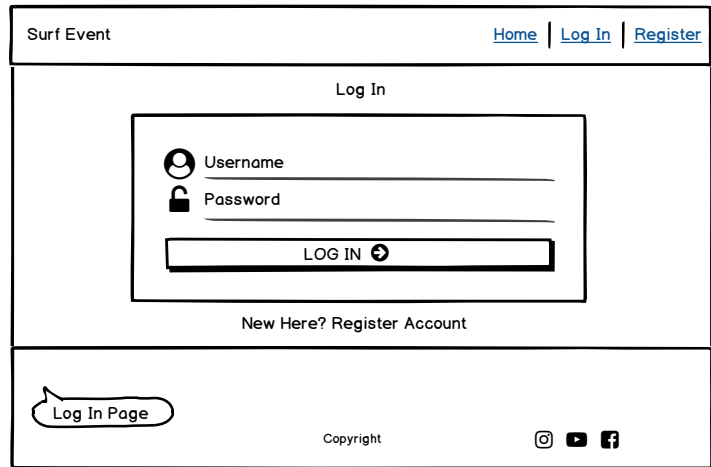 Surf Event Home Log In Register
Log In
Username
Password
LOG IN
New Here? Register Account
Log In Page
Copyright